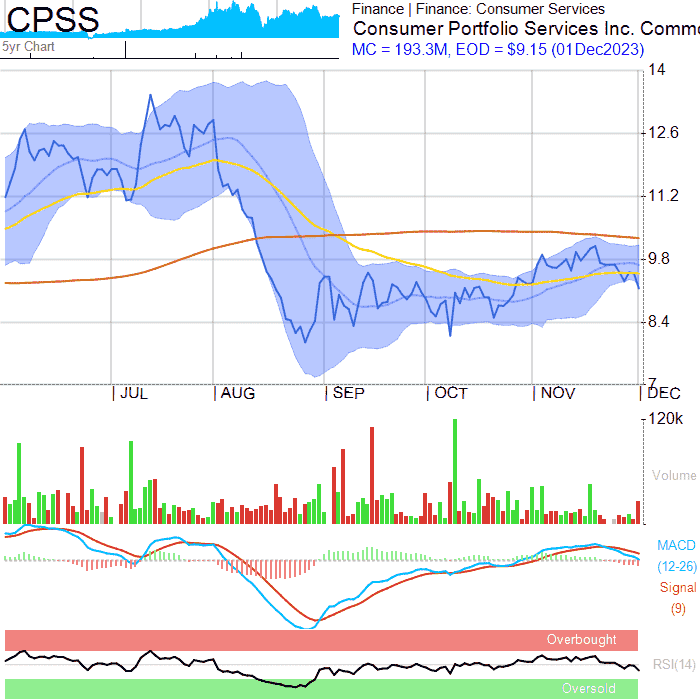 CPSS
5yr Chart
Finance | Finance: Consumer Services
Consumer Portfolio Services Inc. Commo
MC = 193.3M, EOD = $9.15 (01Dec2023)
14
12.6
11.2
9.8
8.4
7
JUL AUG SEP OCT NOV DEC
120k
Volume
MACD
(12-26)
Signal
(9)
Overbought
RSI(14)
Oversold